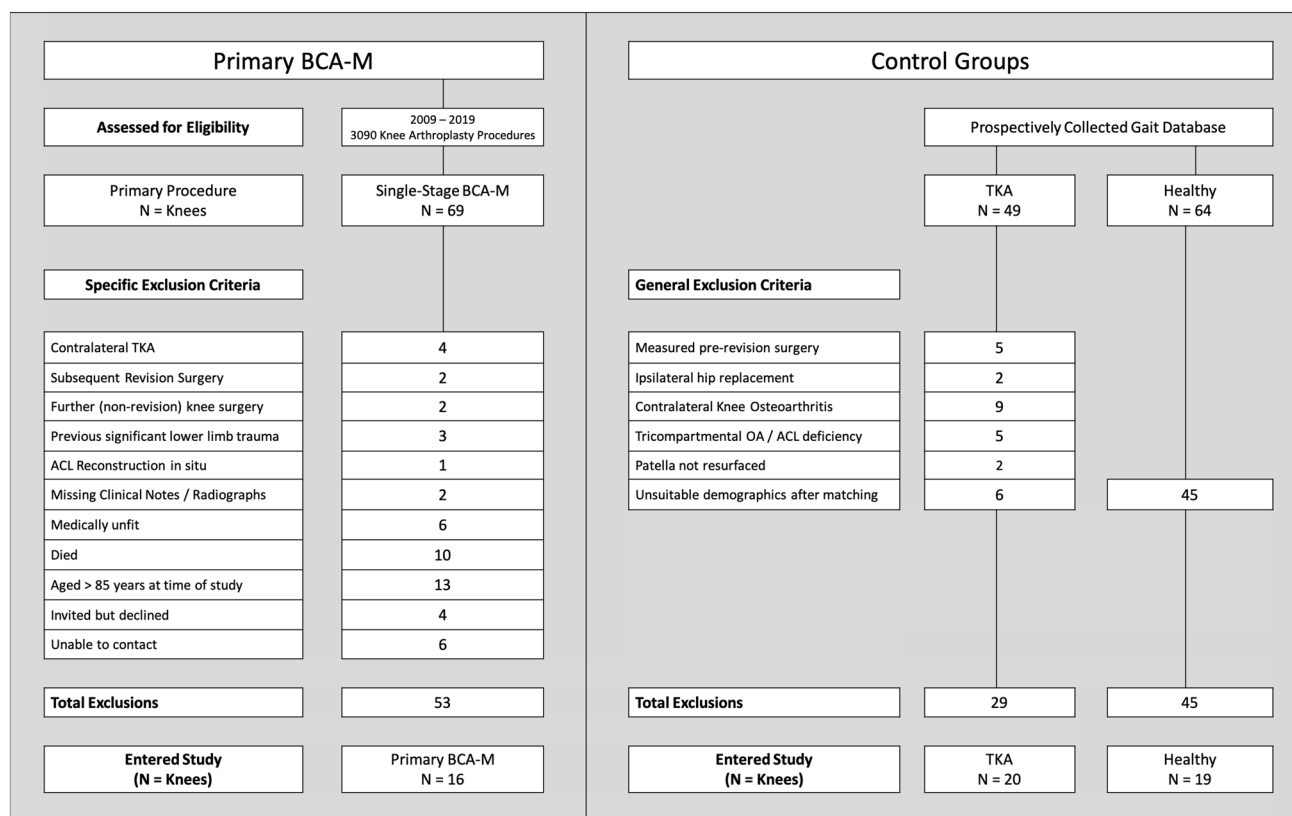 Primary BCA-M
Assessed for Eligibility
2009 – 2019
3090 Knee Arthroplasty Procedures
Primary Procedure
N = Knees
Single-Stage BCA-M
N = 69
Specific Exclusion Criteria
Contralateral TKA 4
Subsequent Revision Surgery 2
Further (non-revision) knee surgery 2
Previous significant lower limb trauma 3
ACL Reconstruction in situ 1
Missing Clinical Notes / Radiographs 2
Medically unfit 6
Died 10
Aged > 85 years at time of study 13
Invited but declined 4
Unable to contact 6
Total Exclusions 53
Entered Study
(N = Knees)
Primary BCA-M
N = 16
Control Groups
Prospectively Collected Gait Database
TKA
N = 49
Healthy
N = 64
General Exclusion Criteria
Measured pre-revision surgery 5
Ipsilateral hip replacement 2
Contralateral Knee Osteoarthritis 9
Tricompartmental OA / ACL deficiency 5
Patella not resurfaced 2
Unsuitable demographics after matching 6 45
Total Exclusions 29 45
Entered Study
(N = Knees)
TKA
N = 20
Healthy
N = 19